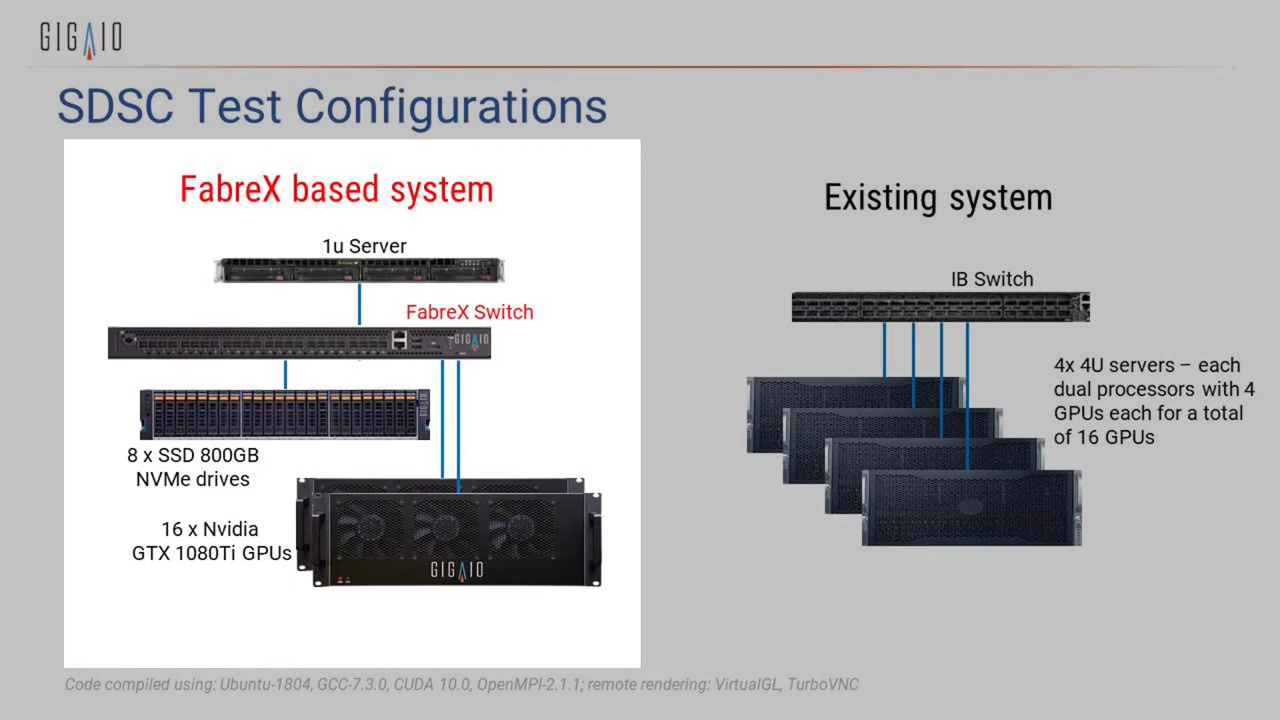 GIGAIO
SDSC Test Configurations
FabreX based system
1u Server
FabreX Switch
GIGAIO
8 x SSD 800GB
NVMe drives
16 x Nvidia
GTX 1080Ti GPUs
GIGAIO
Existing system
IB Switch
4x 4U servers – each
dual processors with 4
GPUs each for a total
of 16 GPUs
Code compiled using: Ubuntu-1804, GCC-7.3.0, CUDA 10.0, OpenMPI-2.1.1; remote rendering: VirtualGL, TurboVNC